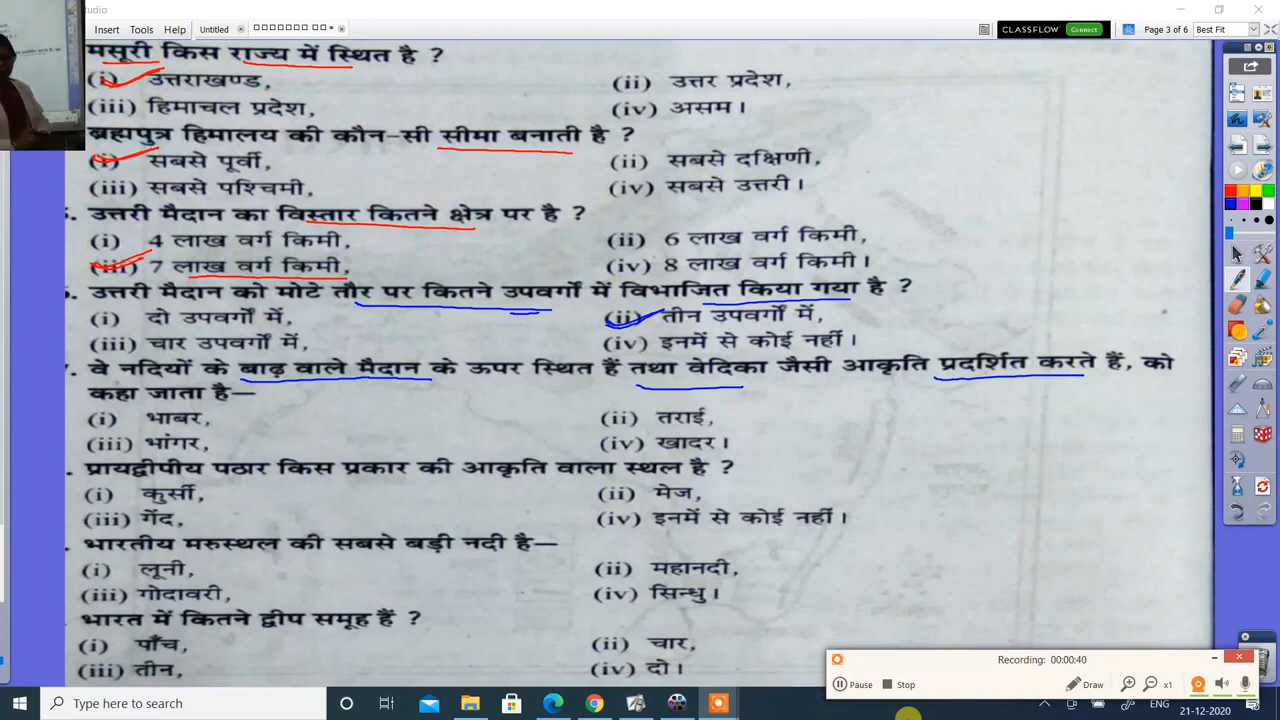 tudio
Insert Tools Help Untitled
CLASSFLOW Connect Page 3 of 6 Best Fit
मसूरी किस राज्य में स्थित है ?
(i) उत्तराखण्ड, (ii) उत्तर प्रदेश,
(iii) हिमाचल प्रदेश, (iv) असम।
ब्रह्मपुत्र हिमालय की कौन-सी सीमा बनाती है ?
(i) सबसे पूर्वी, (ii) सबसे दक्षिणी,
(iii) सबसे पश्चिमी, (iv) सबसे उत्तरी।
उत्तरी मैदान का विस्तार कितने क्षेत्र पर है ?
(i) 4 लाख वर्ग किमी, (ii) 6 लाख वर्ग किमी,
(iii) 7 लाख वर्ग किमी, (iv) 8 लाख वर्ग किमी।
उत्तरी मैदान को मोटे तौर पर कितने उपवर्गों में विभाजित किया गया है ?
(i) दो उपवर्गों में, (ii) तीन उपवर्गों में,
(iii) चार उपवर्गों में, (iv) इनमें से कोई नहीं।
वे नदियों के बाढ़ वाले मैदान के ऊपर स्थित हैं तथा वेदिका जैसी आकृति प्रदर्शित करते हैं, को
कहा जाता है—
(i) भाबर, (ii) तराई,
(iii) भांगर, (iv) खादर।
प्रायद्वीपीय पठार किस प्रकार की आकृति वाला स्थल है ?
(i) कुर्सी, (ii) मेज,
(iii) गेंद, (iv) इनमें से कोई नहीं।
भारतीय मरुस्थल की सबसे बड़ी नदी है—
(i) लूनी, (ii) महानदी,
(iii) गोदावरी, (iv) सिन्धु।
भारत में कितने द्वीप समूह हैं ?
(i) पाँच, (ii) चार,
(iii) तीन, (iv) दो।
Recording: 00:00:40
Pause Stop Draw x1
Type here to search
ENG
21-12-2020